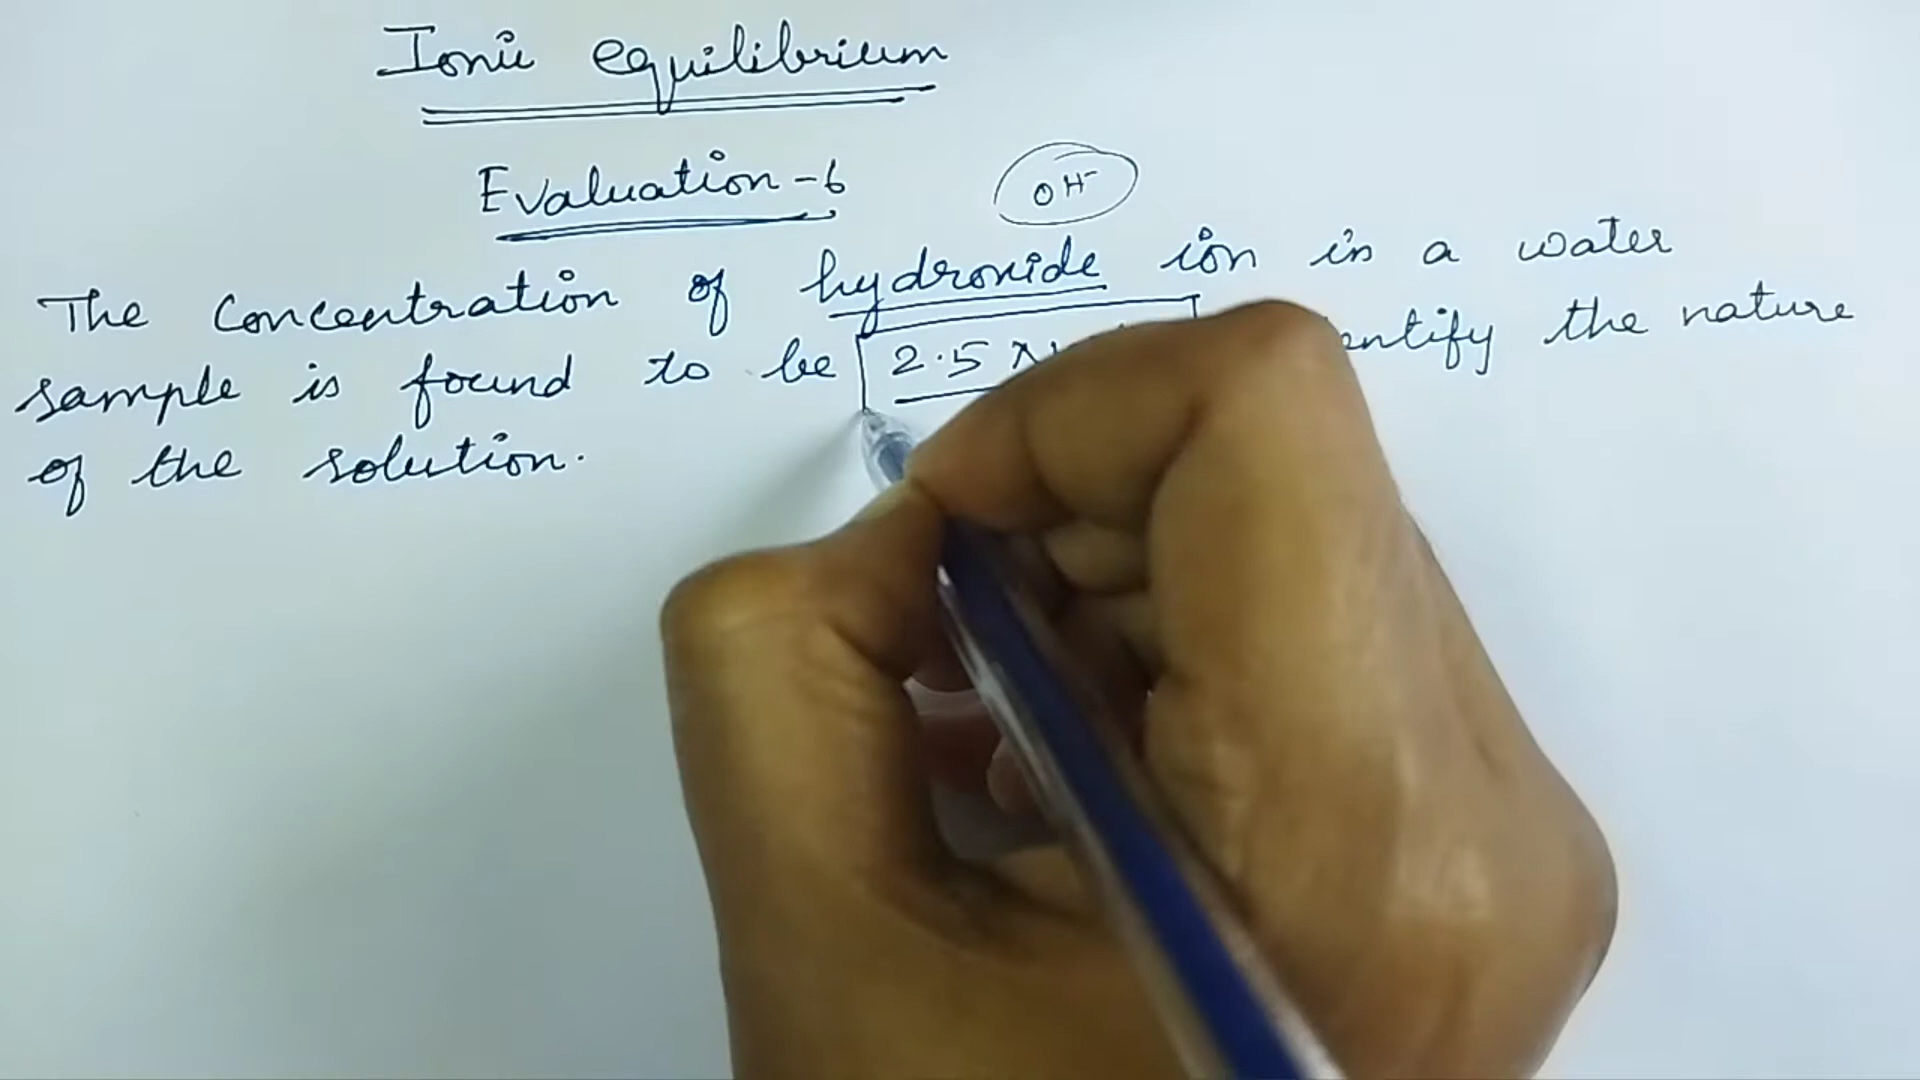 Ionic equilibrium
Evaluation-6
OH-
The concentration of hydroxide ion in a water
sample is found to be 2.5 the nature
of the solution.